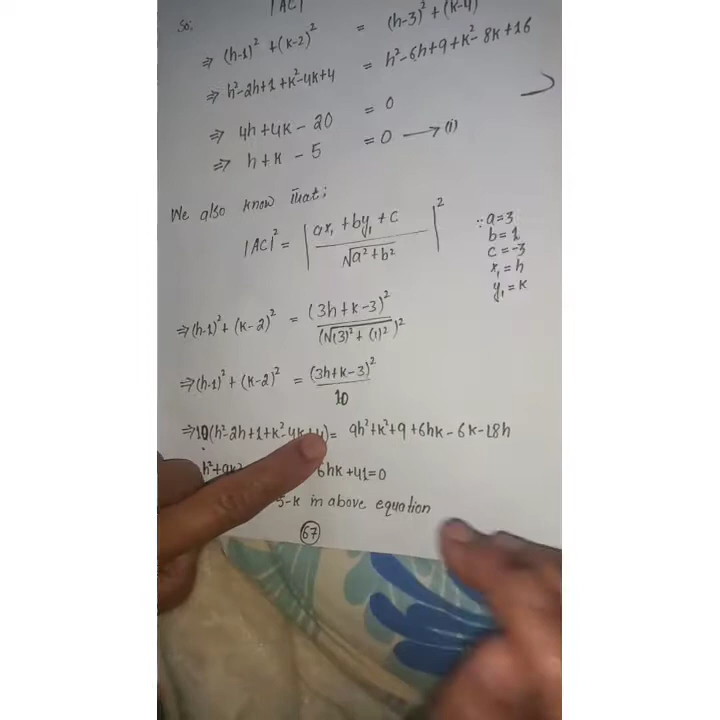 |AC|
So:
⇒ (h-1)² + (k-2)² = (h-3)² + (k-4)²
⇒ h²-2h+1+k²-4k+4 = h²-6h+9+k²-8k+16
⇒ 4h+4k-20 = 0
⇒ h+k-5 = 0 → (i)
We also know that;
|AC|² = |ax₁+by₁+c / √a²+b²|²
∵ a=3
b=1
c=-3
x₁=h
y₁=k
⇒ (h-1)² + (k-2)² = (3h+k-3)² / (√(3)²+(1)²)²
⇒ (h-1)² + (k-2)² = (3h+k-3)² / 10
⇒ 10(h²-2h+1+k²-4k+4) = 9h²+k²+9+6hk-6k-18h
h²+9k² 6hk+41=0
5-k in above equation
67